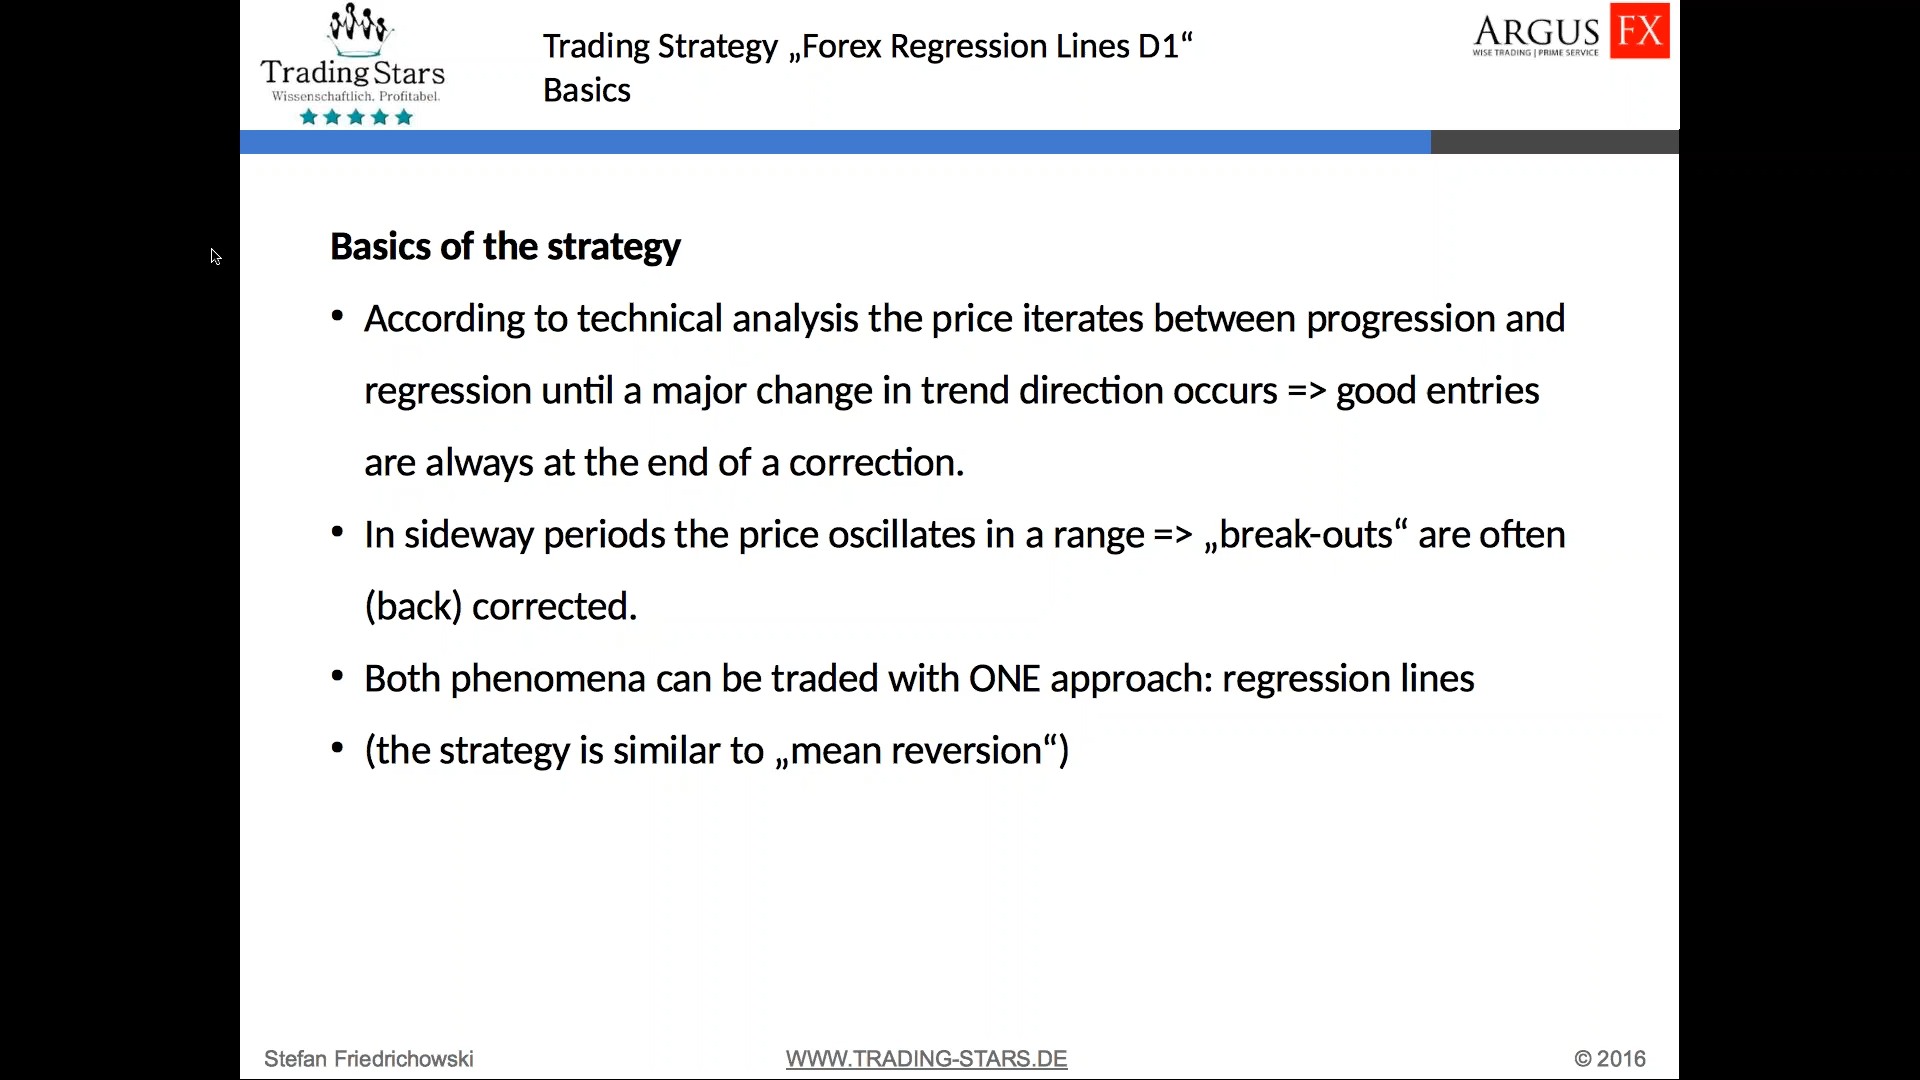 Trading Stars
Wissenschaftlich. Profitabel.
Trading Strategy „Forex Regression Lines D1“
Basics
ARGUS FX
WISE TRADING | PRIME SERVICE
Basics of the strategy
• According to technical analysis the price iterates between progression and
regression until a major change in trend direction occurs => good entries
are always at the end of a correction.
• In sideway periods the price oscillates in a range => „break-outs“ are often
(back) corrected.
• Both phenomena can be traded with ONE approach: regression lines
• (the strategy is similar to „mean reversion“)
Stefan Friedrichowski
WWW.TRADING-STARS.DE
© 2016